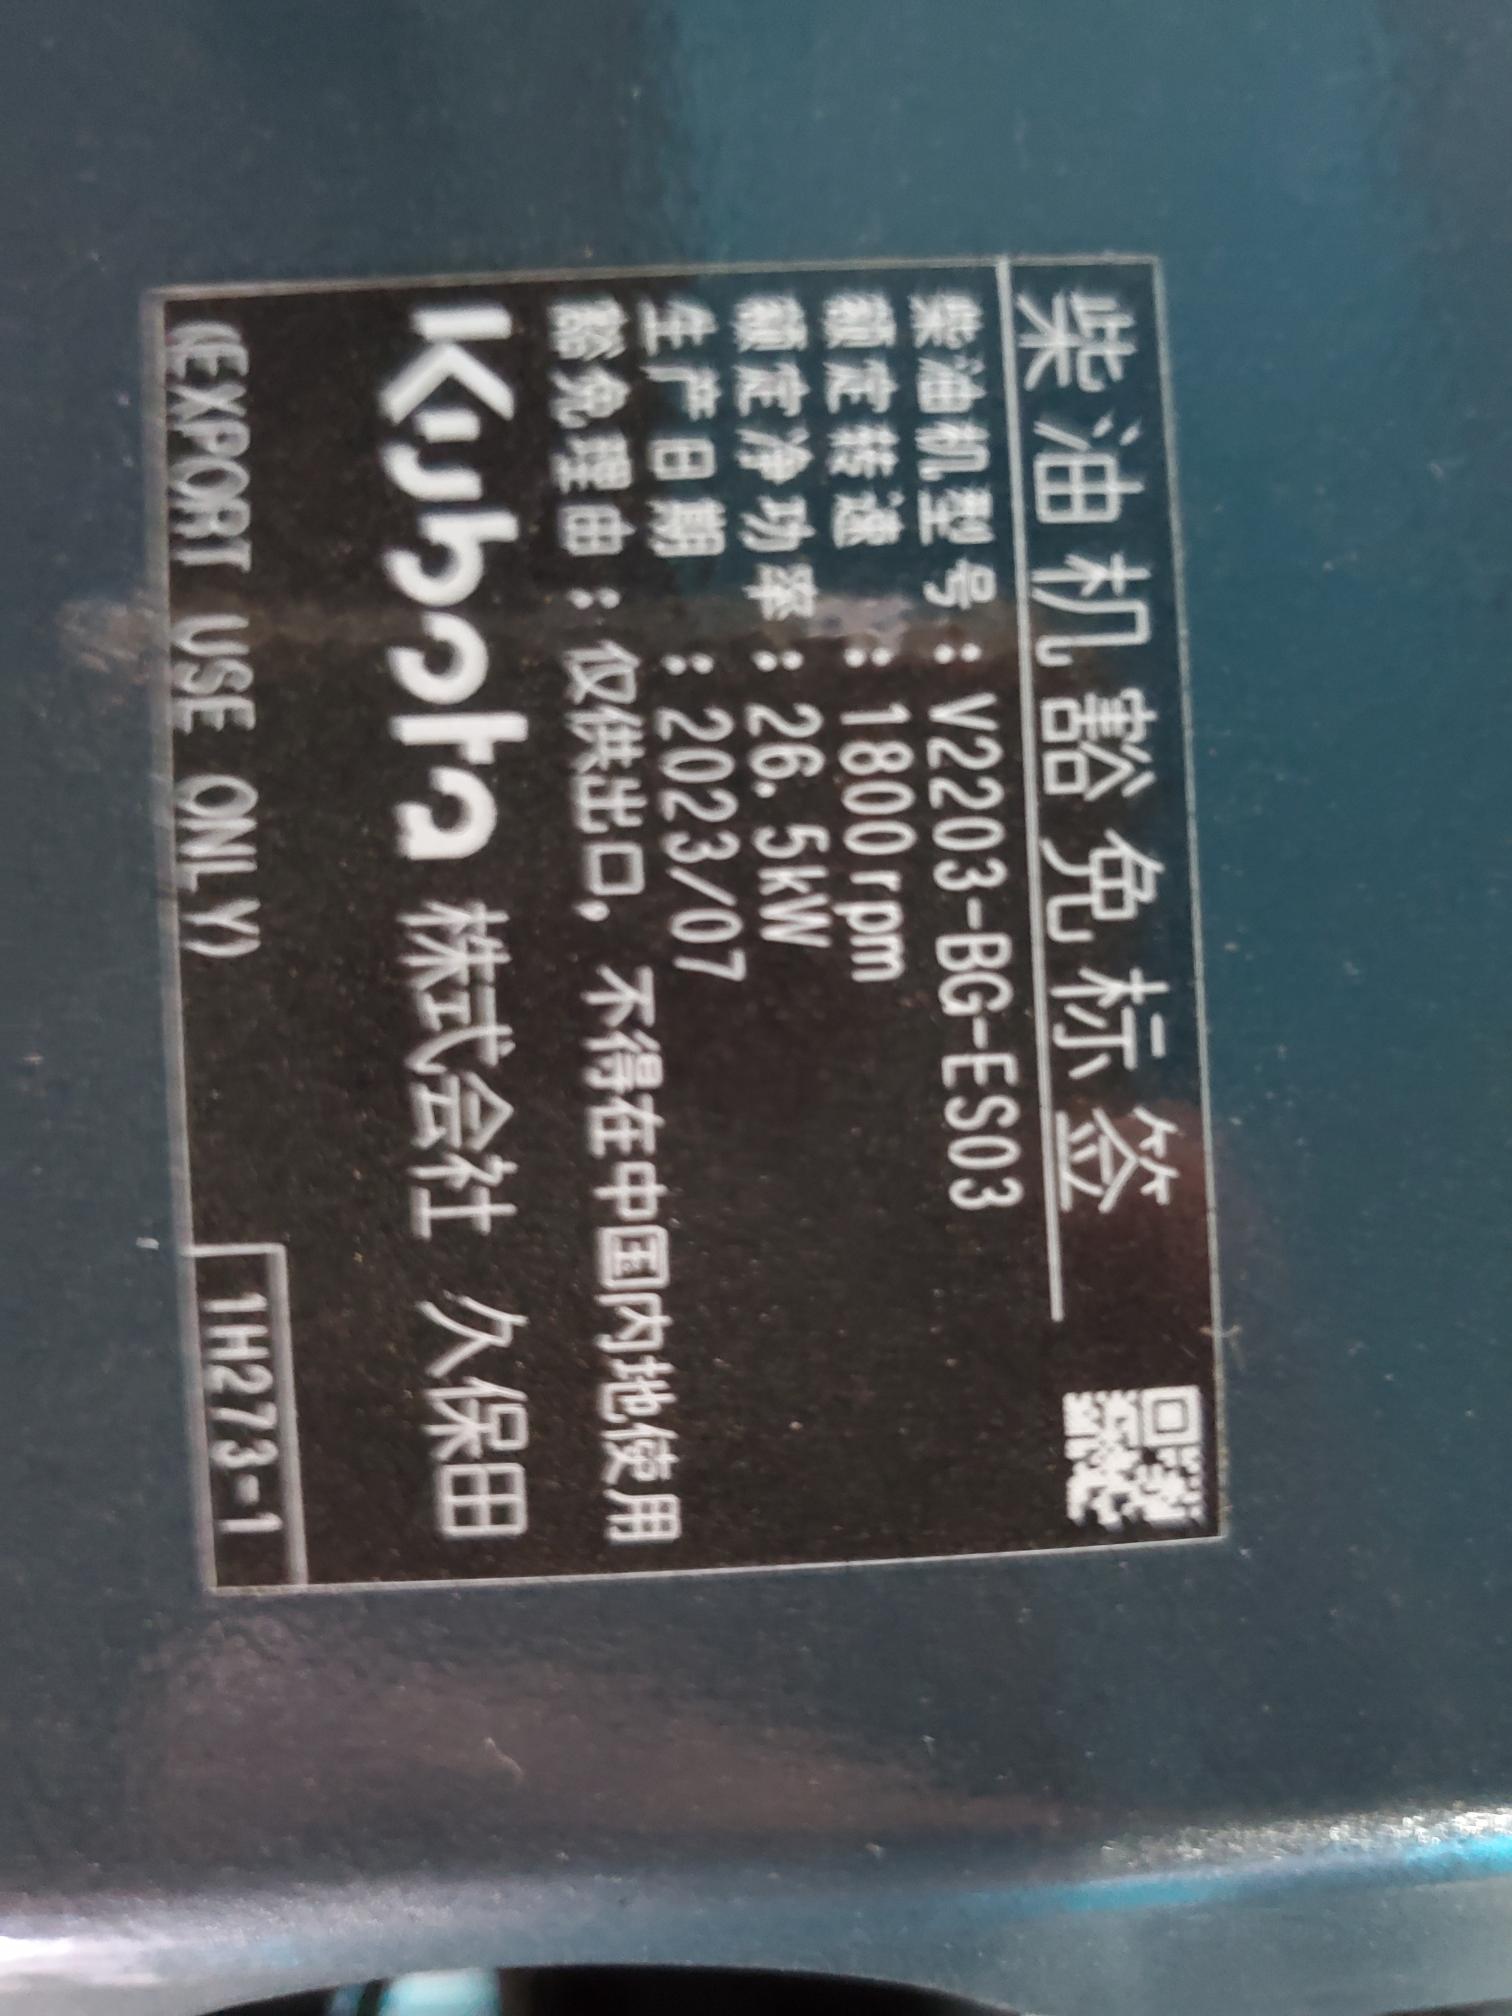 柴油机豁免标签
柴油机型号：V2203-BG-ES03
额定转速：1800rpm
额定净功率：26.5kW
生产日期：2023/07
豁免理由：仅供出口，不得在中国内地使用
Kubota 株式会社 久保田
(EXPORT USE ONLY)
1H273-1